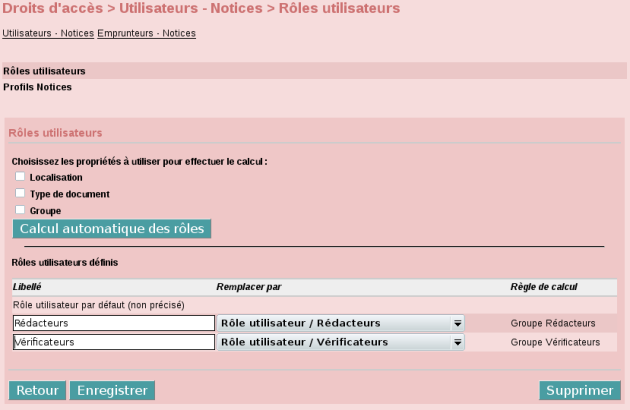 Droits d'accès > Utilisateurs - Notices > Rôles utilisateurs
Utilisateurs - Notices Emprunteurs - Notices
Rôles utilisateurs
Profils Notices
Rôles utilisateurs
Choisissez les propriétés à utiliser pour effectuer le calcul :
Localisation
Type de document
Groupe
Calcul automatique des rôles
Rôles utilisateurs définis
Libellé Remplacer par Règle de calcul
Rôle utilisateur par défaut (non précisé)
Rédacteurs Rôle utilisateur / Rédacteurs Groupe Rédacteurs
Vérificateurs Rôle utilisateur / Vérificateurs Groupe Vérificateurs
Retour Enregistrer Supprimer